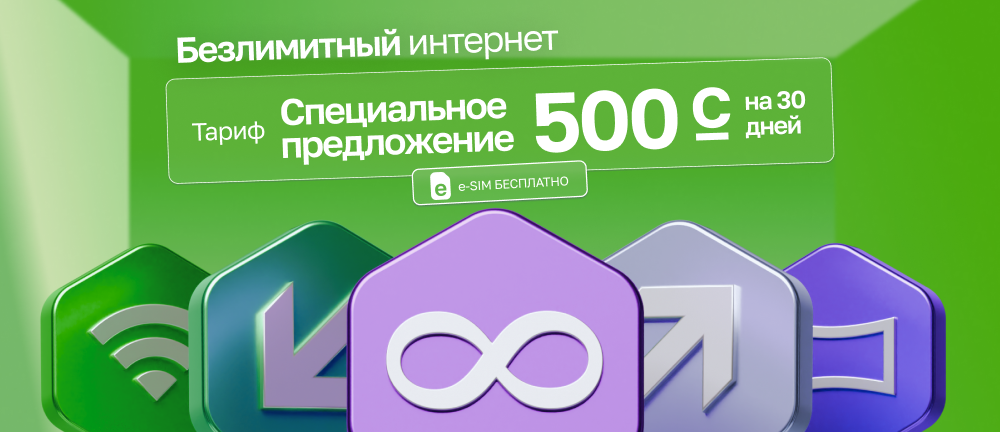 Безлимитный интернет
Тариф
Специальное
предложение
500 С
на 30
дней
e
e-SIM БЕСПЛАТНО